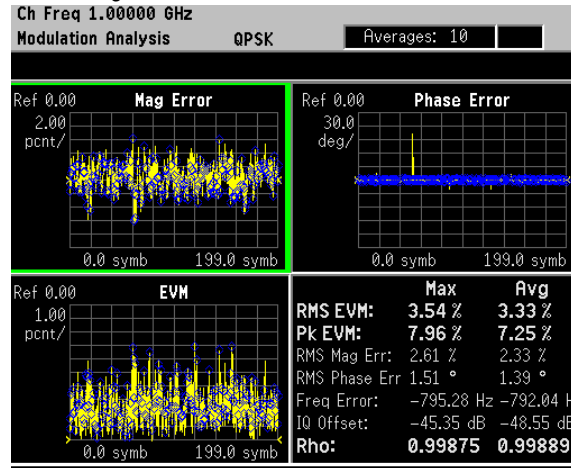 Ch Freq 1.00000 GHz
Modulation Analysis QPSK Averages: 10
Ref 0.00 Mag Error
2.00
pcnt/
0.0 symb 199.0 symb
Ref 0.00 Phase Error
30.0
deg/
0.0 symb 199.0 symb
Ref 0.00 EVM
1.00
pcnt/
0.0 symb 199.0 symb
Max Avg
RMS EVM: 3.54 % 3.33 %
Pk EVM: 7.96 % 7.25 %
RMS Mag Err: 2.61 % 2.33 %
RMS Phase Err 1.51 ° 1.39 °
Freq Error: -795.28 Hz -792.04 H
IQ Offset: -45.35 dB -48.55 dB
Rho: 0.99875 0.99889